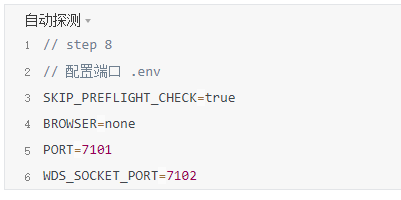 自动探测
1 // step 8
2 // 配置端口 .env
3 SKIP_PREFLIGHT_CHECK=true
4 BROWSER=none
5 PORT=7101
6 WDS_SOCKET_PORT=7102